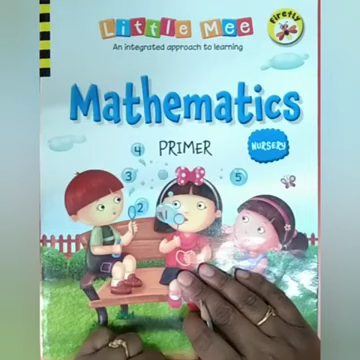 Little Mee
Firefly
An integrated approach to learning
Mathematics
PRIMER
NURSERY
4
3
2
1
5